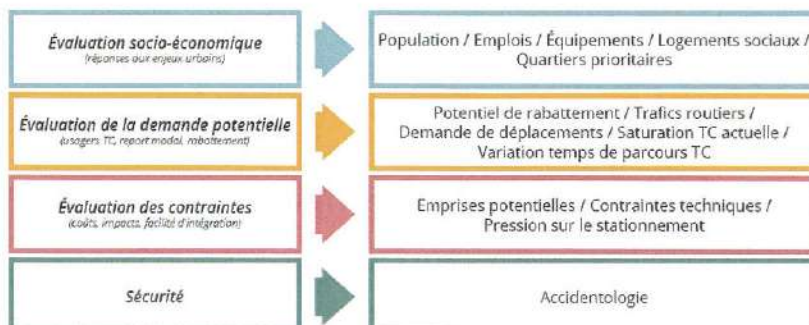 Évaluation socio-économique
(réponses aux enjeux urbains)
Population / Emplois / Équipements / Logements sociaux /
Quartiers prioritaires
Évaluation de la demande potentielle
(usagers TC, report modal, rabattement)
Potentiel de rabattement / Trafics routiers /
Demande de déplacements / Saturation TC actuelle /
Variation temps de parcours TC
Évaluation des contraintes
(coûts, impacts, facilité d'intégration)
Emprises potentielles / Contraintes techniques /
Pression sur le stationnement
Sécurité
Accidentologie